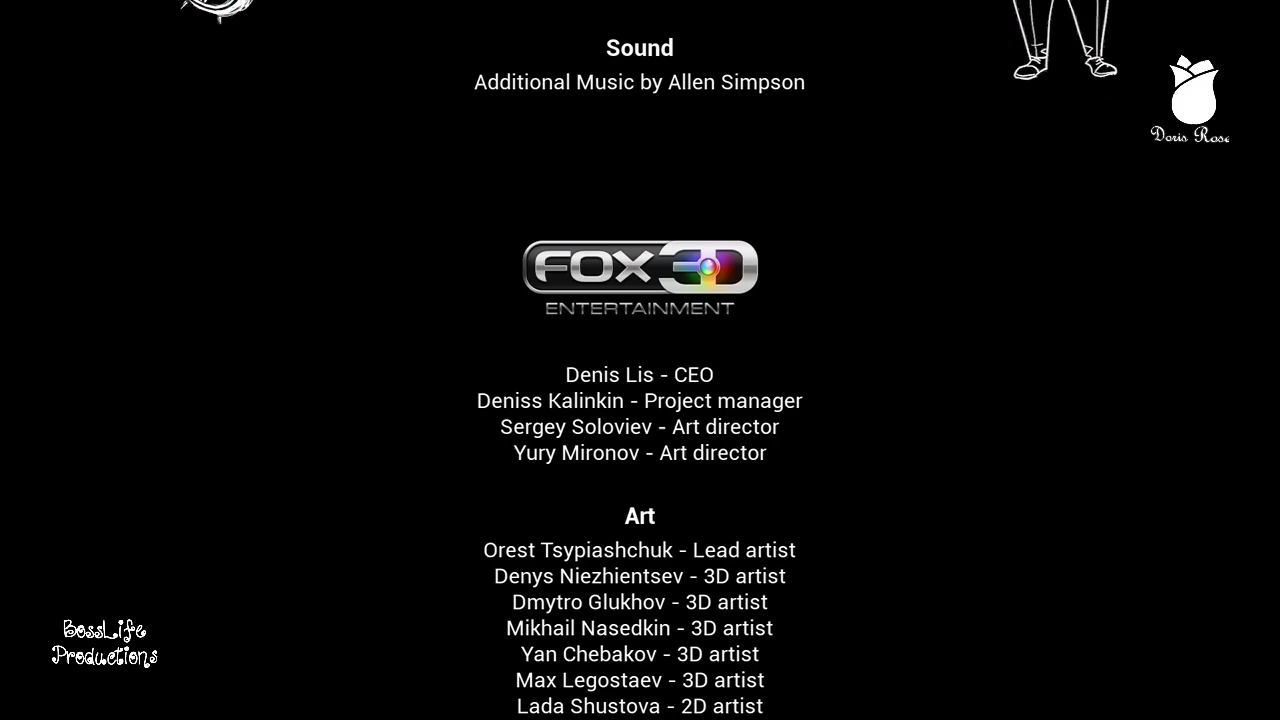 Sound
Additional Music by Allen Simpson
Doris Rose
FOX3D
ENTERTAINMENT
Denis Lis - CEO
Deniss Kalinkin - Project manager
Sergey Soloviev - Art director
Yury Mironov - Art director
Art
Orest Tsypiashchuk - Lead artist
Denys Niezhientsev - 3D artist
Dmytro Glukhov - 3D artist
Mikhail Nasedkin - 3D artist
Yan Chebakov - 3D artist
Max Legostaev - 3D artist
Lada Shustova - 2D artist
BossLife
Productions